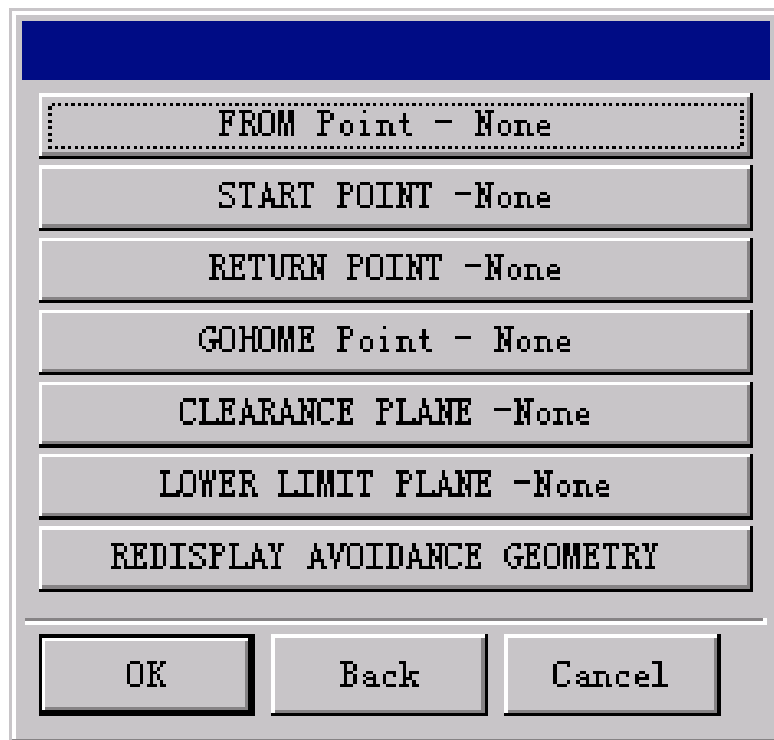 FROM Point - None
START POINT -None
RETURN POINT -None
GOHOME Point - None
CLEARANCE PLANE -None
LOWER LIMIT PLANE -None
REDISPLAY AVOIDANCE GEOMETRY
OK Back Cancel